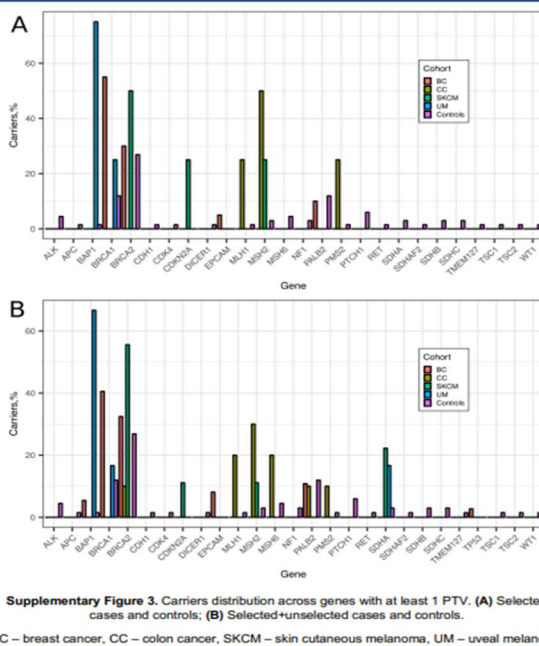 A
Carriers,%
60
40
20
0
Cohort
BC
CC
SKCM
UM
Controls
ALK
APC
BAP1
BRCA1
BRCA2
CDH1
CDK4
CDKN2A
DICER1
EPCAM
MLH1
MSH2
MSH6
NF1
PALB2
PMS2
PTCH1
RET
SDHA
SDHAF2
SDHB
SDHC
TMEM127
TSC1
TSC2
WT1
Gene
B
Carriers,%
60
40
20
0
Cohort
BC
CC
SKCM
UM
Controls
ALK
APC
BAP1
BRCA1
BRCA2
CDH1
CDK4
CDKN2A
DICER1
EPCAM
MLH1
MSH2
MSH6
NF1
PALB2
PMS2
PTCH1
RET
SDHA
SDHAF2
SDHB
SDHC
TMEM127
TP53
TSC1
TSC2
WT1
Gene
Supplementary Figure 3. Carriers distribution across genes with at least 1 PTV. (A) Selecte
cases and controls; (B) Selected+unselected cases and controls.
C – breast cancer, CC – colon cancer, SKCM – skin cutaneous melanoma, UM – uveal melan